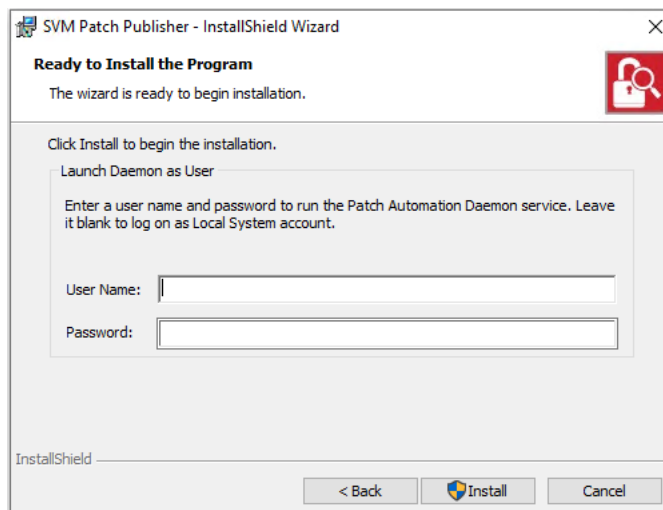 SVM Patch Publisher - InstallShield Wizard
Ready to Install the Program
The wizard is ready to begin installation.
Click Install to begin the installation.
Launch Daemon as User
Enter a user name and password to run the Patch Automation Daemon service. Leave
it blank to log on as Local System account.
User Name:
Password:
InstallShield
< Back
Install
Cancel